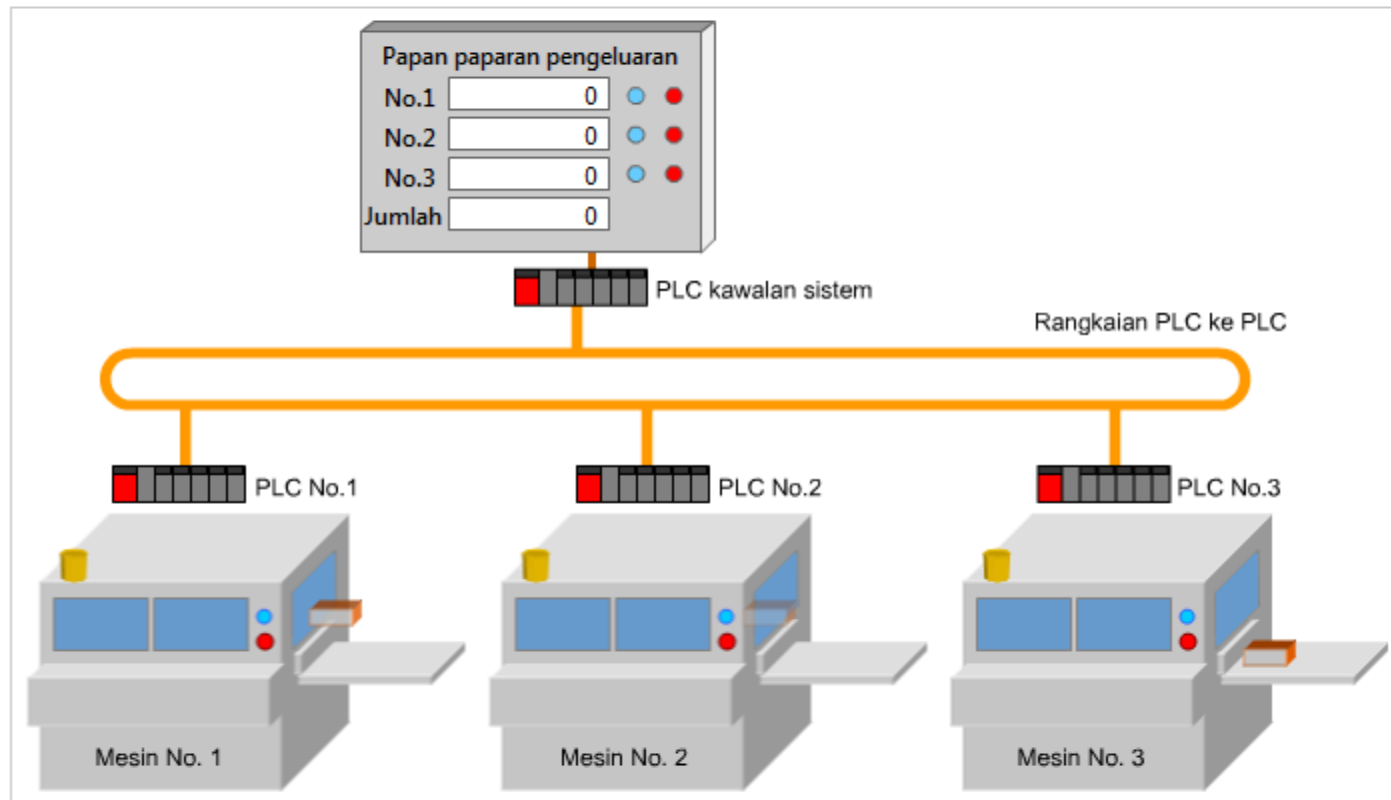 Papan paparan pengeluaran
No.1 0
No.2 0
No.3 0
Jumlah 0
PLC kawalan sistem
Rangkaian PLC ke PLC
PLC No.1
PLC No.2
PLC No.3
Mesin No. 1
Mesin No. 2
Mesin No. 3